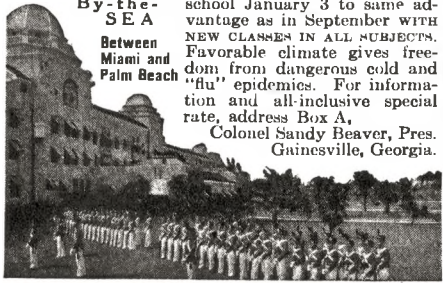 By-the-
SEA
Between
Miami and
Palm Beach
school January 3 to same ad-
vantage as in September WITH
NEW CLASSES IN ALL SUBJECTS.
Favorable climate gives free-
dom from dangerous cold and
"flu" epidemics. For informa-
tion and all-inclusive special
rate, address Box A,
Colonel Sandy Beaver, Pres.
Gainesville, Georgia.